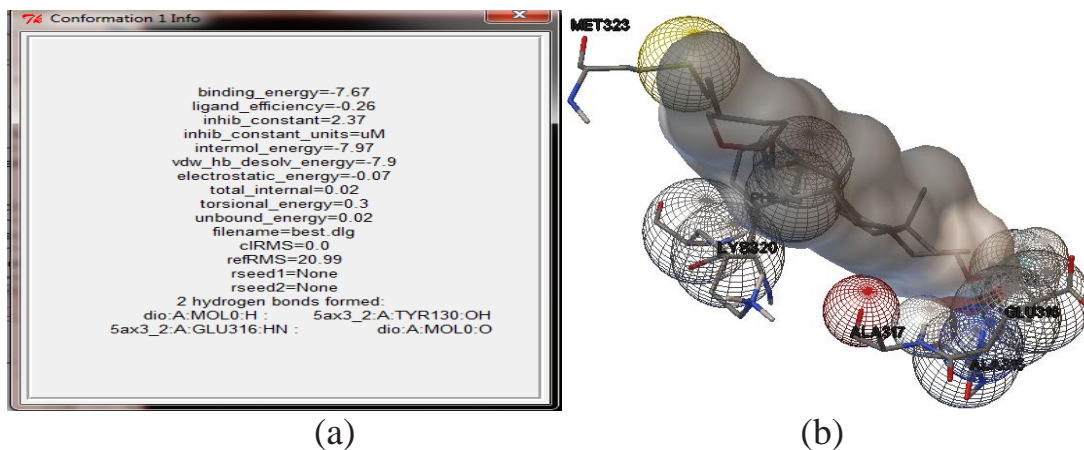 Conformation 1 Info
binding_energy=-7.67
ligand_efficiency=-0.26
inhib_constant=2.37
inhib_constant_units=uM
intermol_energy=-7.97
vdw_hb_desolv_energy=-7.9
electrostatic_energy=-0.07
total_internal=0.02
torsional_energy=0.3
unbound_energy=0.02
filename=best.dlg
clRMS=0.0
refRMS=20.99
rseed1=None
rseed2=None
2 hydrogen bonds formed:
dio:A:MOL0:H : 5ax3_2:A:TYR130:OH
5ax3_2:A:GLU316:HN : dio:A:MOL0:O
MET323
LYS320
ALA317
GLU316
(a)
(b)